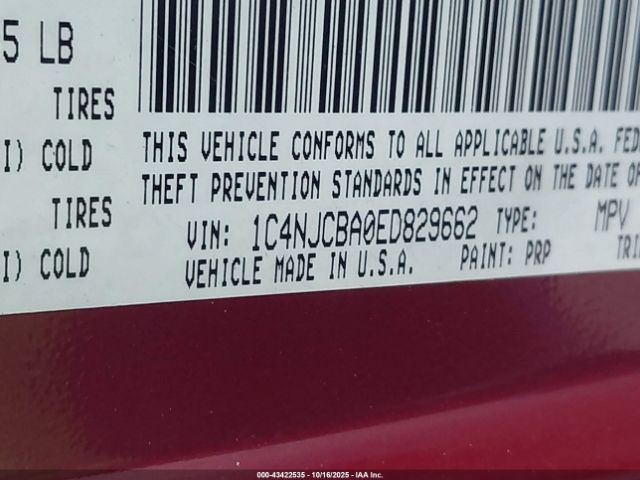 5 LB
TIRES
I) COLD
TIRES
I) COLD
THIS VEHICLE CONFORMS TO ALL APPLICABLE U.S.A. FED
THEFT PREVENTION STANDARDS IN EFFECT ON THE DATE OF
VIN: 1C4NJCBA0ED829662 TYPE: MPV
VEHICLE MADE IN U.S.A. PAINT: PRP TRI
000-43422535 - 10/16/2025 - IAA Inc.